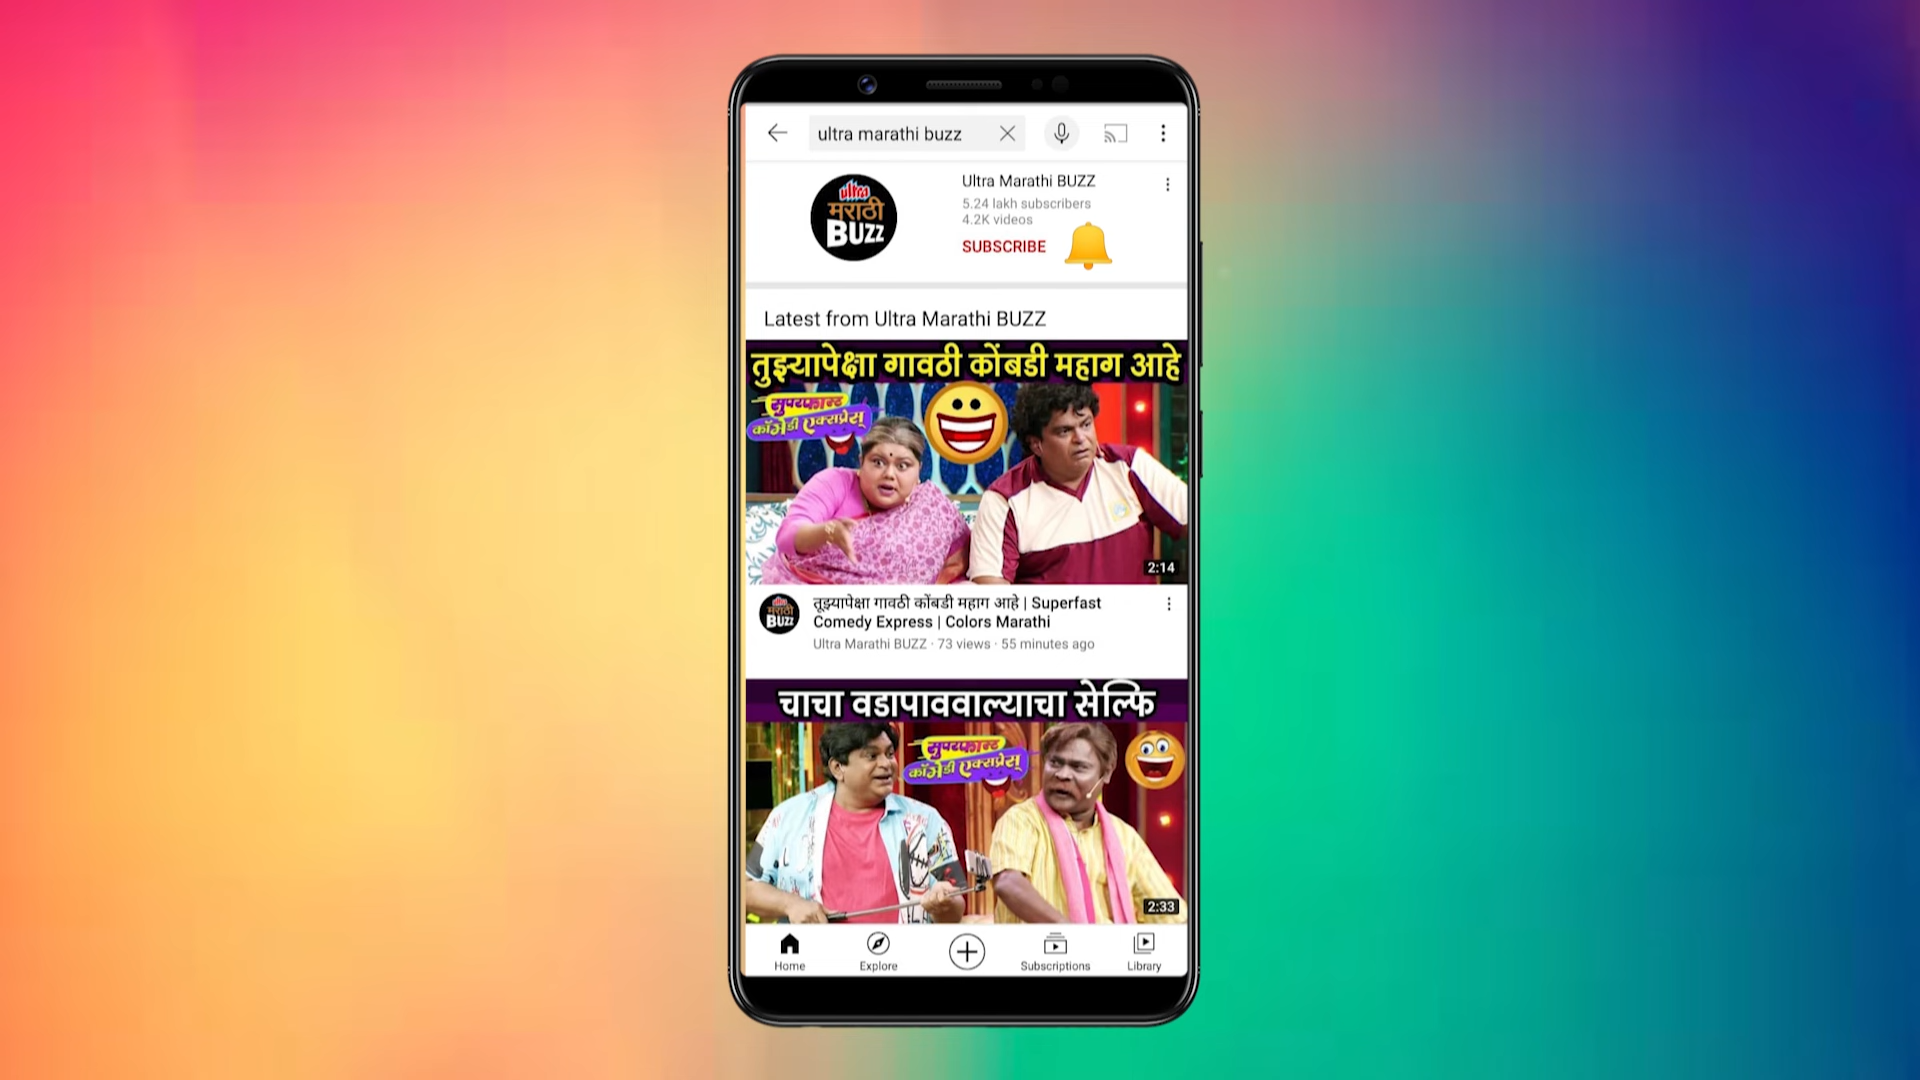 ultra marathi buzz
ultra
मराठी
BUZZ
Ultra Marathi BUZZ
5.24 lakh subscribers
4.2K videos
SUBSCRIBE
Latest from Ultra Marathi BUZZ
तुझ्यापेक्षा गावठी कोंबडी महाग आहे
सुपरफास्ट
कॉमेडी एक्सप्रेस्
2:14
ultra
मराठी
BUZZ
तूझ्यापेक्षा गावठी कोंबडी महाग आहे | Superfast
Comedy Express | Colors Marathi
Ultra Marathi BUZZ · 73 views · 55 minutes ago
चाचा वडापाववाल्याचा सेल्फि
सुपरफास्ट
कॉमेडी एक्सप्रेस्
2:33
Home
Explore
Subscriptions
Library